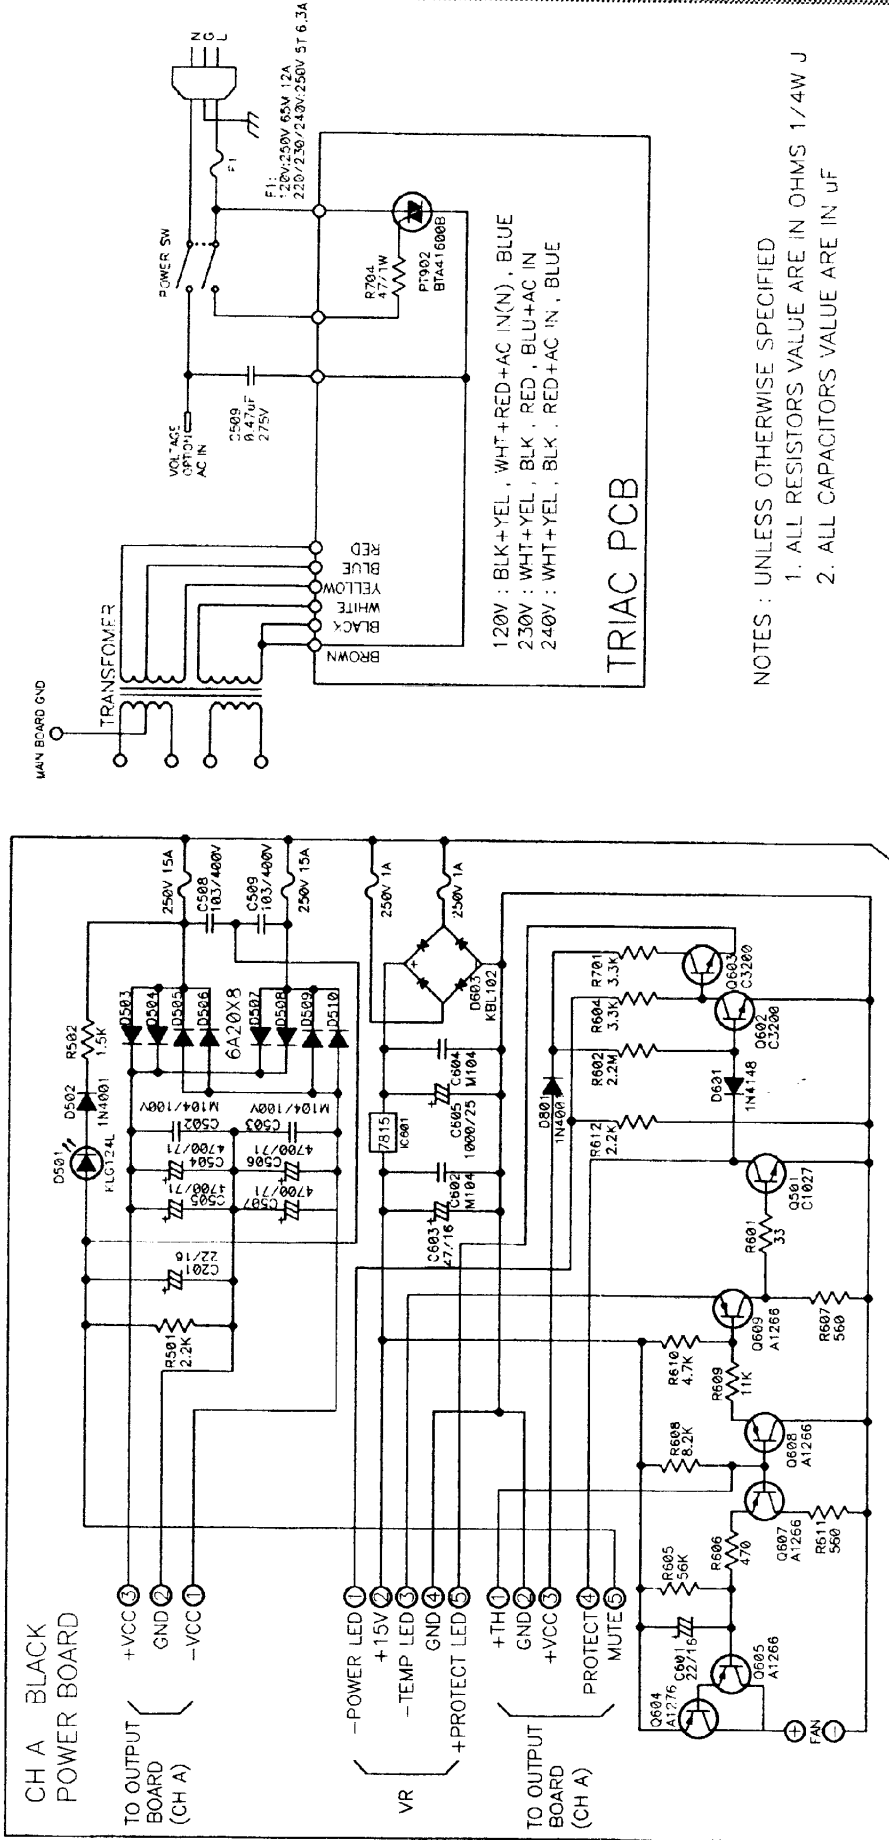 CH A BLACK
POWER BOARD
TO OUTPUT
BOARD
(CH A)
+VCC 3
GND 2
-VCC 1
VR
-POWER LED 1
+15V 2
-TEMP LED 3
GND 4
+PROTECT LED 5
TO OUTPUT
BOARD
(CH A)
+TH 1
GND 2
+VCC 3
PROTECT 4
MUTE 5
D501
D502
1N4001
R502
1.5K
R501
2.2K
C201
22/16
C505
4700/71
C507
4700/71
C504
4700/71
C506
4700/71
C502
M104/100V
C503
M104/100V
D503
D504
D505
D506
6A20X8
D507
D508
D509
D510
250V 15A
C508
103/400V
C509
103/400V
250V 15A
250V 1A
250V 1A
D603
KBL102
C604
M104
C605
1000/25
7815
IC601
C602
M104
C603
47/16
D801
R701
3.3K
Q603
C3200
R604
3.3K
Q602
C3200
R602
2.2M
D601
1N4148
R612
2.2K
Q501
C1027
R601
33
Q609
A1266
R607
560
R610
4.7K
R609
11K
R608
8.2K
Q608
A1266
Q607
A1266
R611
560
R606
470
R605
56K
C601
22/16
Q605
A1266
Q604
A1276
+ FAN -
MAIN BOARD GND
TRANSFOMER
BROWN
BLACK
WHITE
YELLOW
BLUE
RED
VOLTAGE
OPTION
AC IN
0.47uF
275V
POWER SW
F1
N
G
L
F1:
120V:250V 65M 12A
220/230/240V:250V 5T 6.3A
R704
47/1W
PT902
BTA41600B
120V : BLK+YEL , WHT+RED+AC IN(N) , BLUE
230V : WHT+YEL , BLK , RED , BLU+AC IN
240V : WHT+YEL , BLK , RED+AC IN , BLUE
TRIAC PCB
NOTES : UNLESS OTHERWISE SPECIFIED
1. ALL RESISTORS VALUE ARE IN OHMS 1/4W J
2. ALL CAPACITORS VALUE ARE IN uF